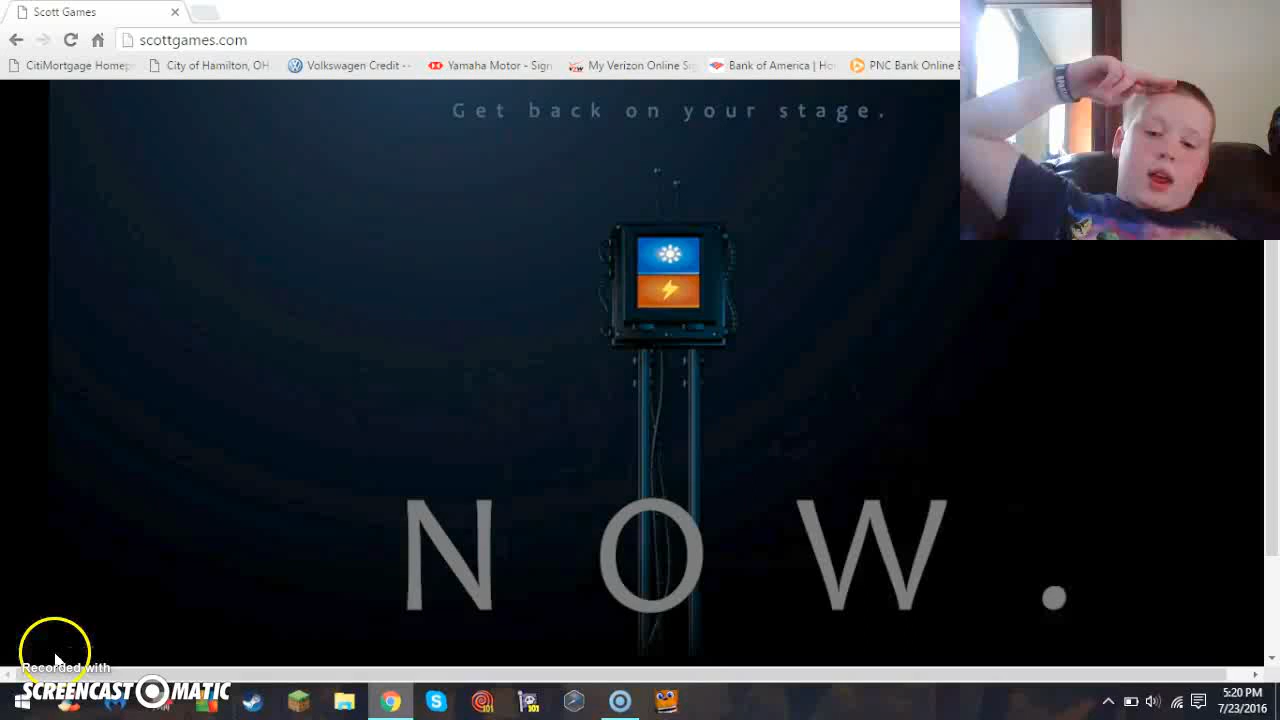 Scott Games
scottgames.com
CitiMortgage Homep
City of Hamilton, OH
Volkswagen Credit --
Yamaha Motor - Sign
My Verizon Online Si
Bank of America | Ho
PNC Bank Online B
Get back on your stage.
NOW.
Recorded with
SCREENCAST MATIC
5:20 PM
7/23/2016